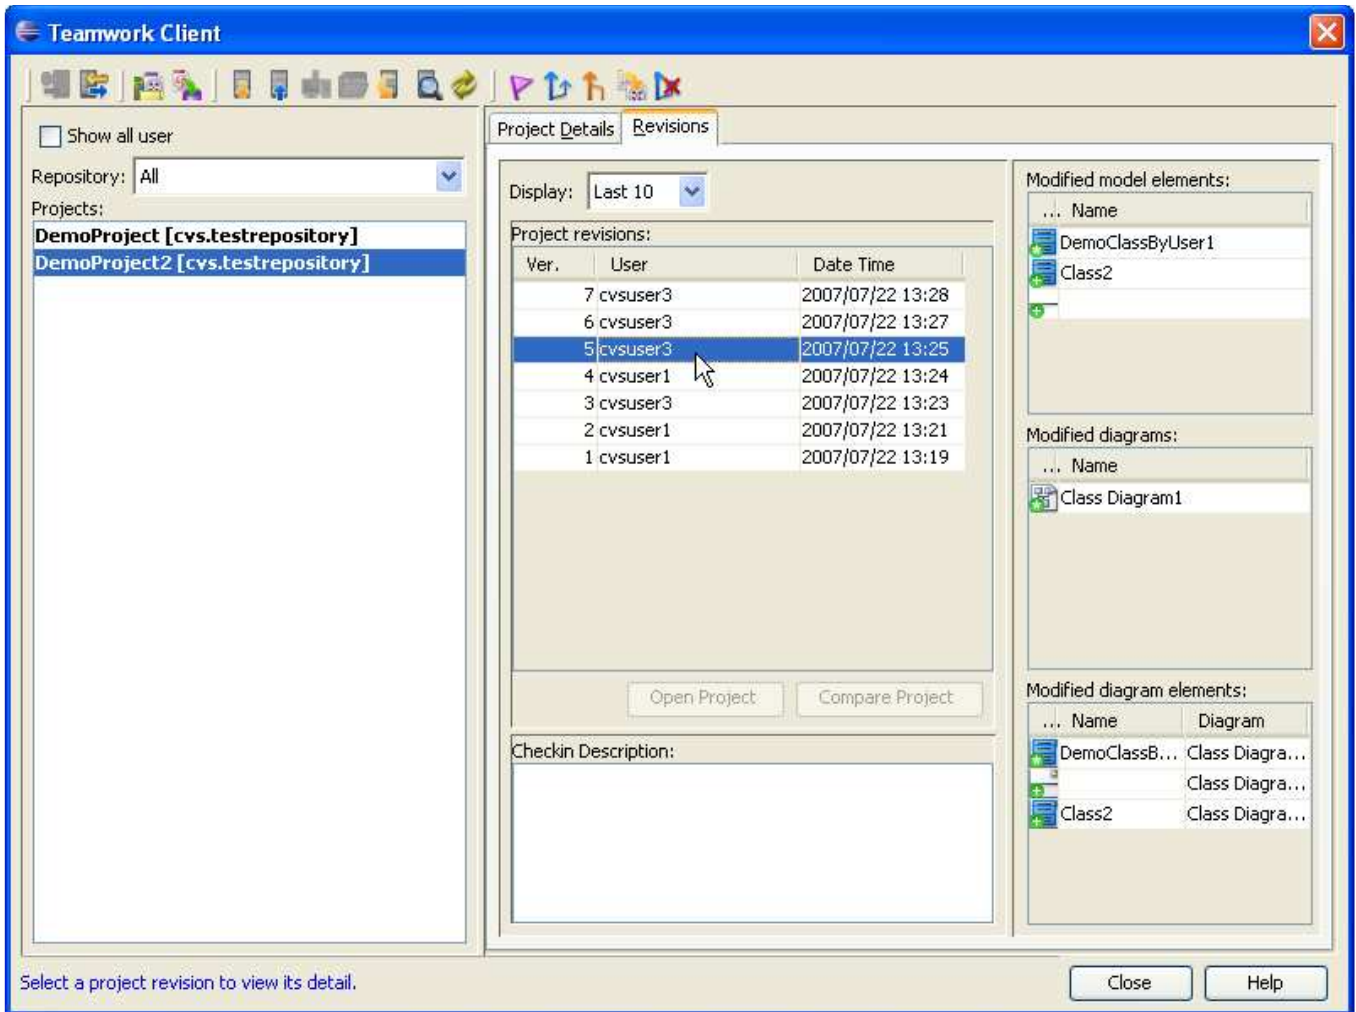 Teamwork Client
Show all user
Repository: All
Projects:
DemoProject [cvs.testrepository]
DemoProject2 [cvs.testrepository]
Project Details Revisions
Display: Last 10
Project revisions:
Ver. User Date Time
7 cvsuser3 2007/07/22 13:28
6 cvsuser3 2007/07/22 13:27
5 cvsuser3 2007/07/22 13:25
4 cvsuser1 2007/07/22 13:24
3 cvsuser3 2007/07/22 13:23
2 cvsuser1 2007/07/22 13:21
1 cvsuser1 2007/07/22 13:19
Open Project Compare Project
Checkin Description:
Modified model elements:
... Name
DemoClassByUser1
Class2
Modified diagrams:
... Name
Class Diagram1
Modified diagram elements:
... Name Diagram
DemoClassB... Class Diagra...
Class Diagra...
Class2 Class Diagra...
Select a project revision to view its detail.
Close Help